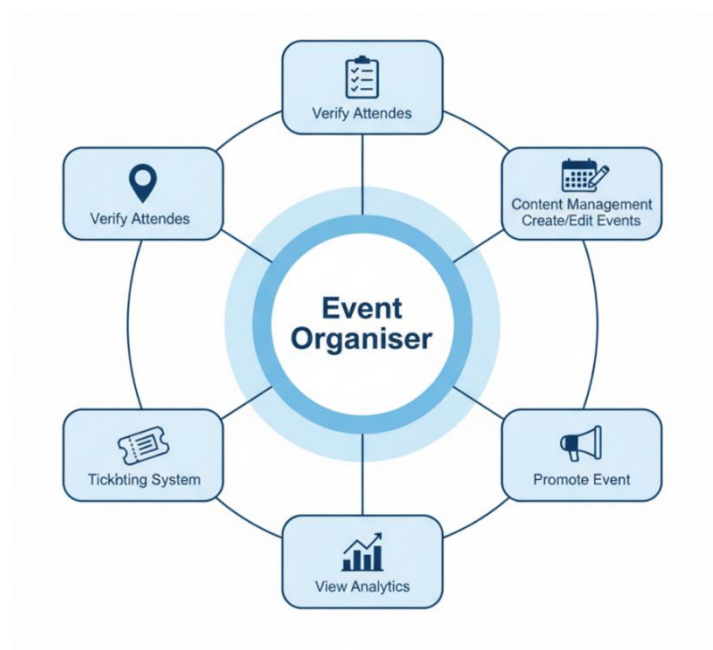 Verify Attendes
Verify Attendes
Content Management
Create/Edit Events
Event
Organiser
Tickhting System
Promote Event
View Analytics